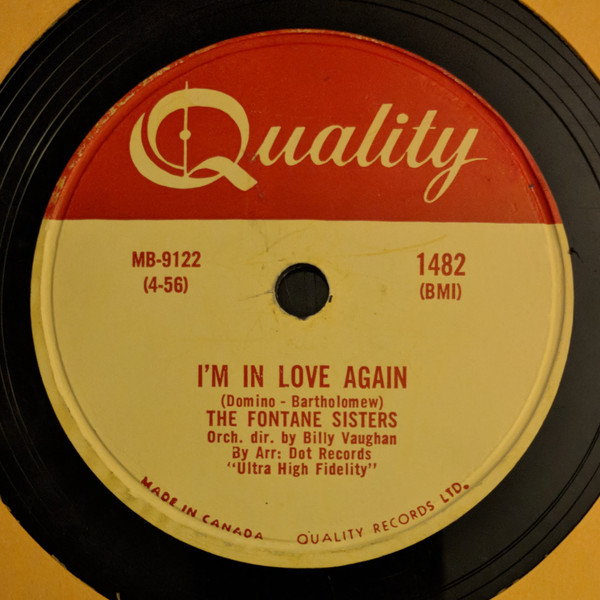 Quality
MB-9122
(4-56)
1482
(BMI)
I'M IN LOVE AGAIN
(Domino - Bartholomew)
THE FONTANE SISTERS
Orch. dir. by Billy Vaughan
By Arr: Dot Records
"Ultra High Fidelity"
MADE IN CANADA QUALITY RECORDS LTD.